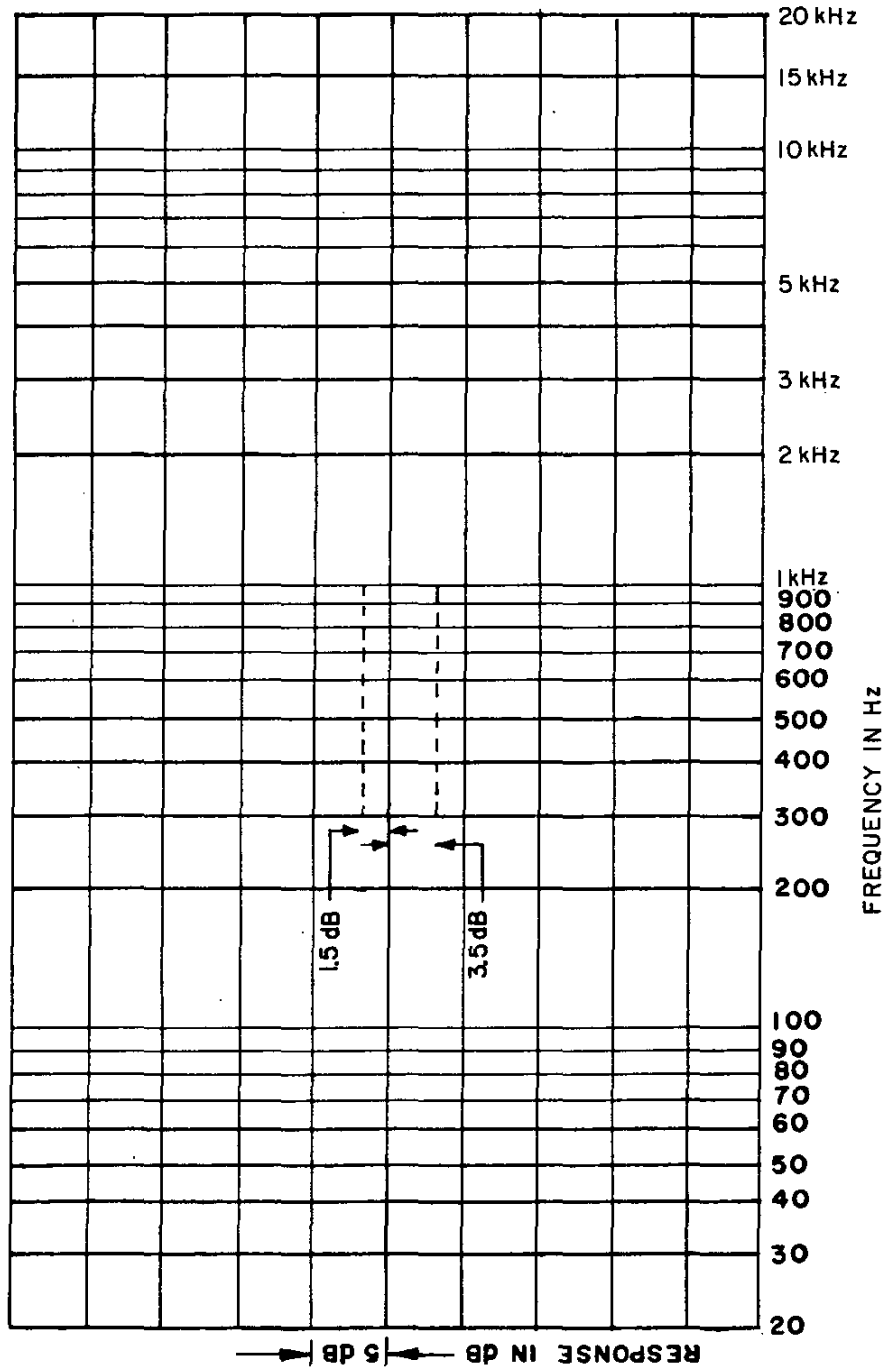 20 kHz
15 kHz
10 kHz
5 kHz
3 kHz
2 kHz
1 kHz
900
800
700
600
500
400
300
200
100
90
80
70
60
50
40
30
20
FREQUENCY IN Hz
1.5 dB
3.5 dB
RESPONSE IN dB
5 dB